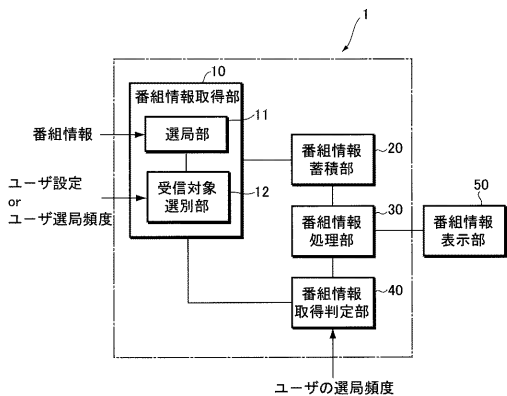 1
10
番組情報取得部
11
番組情報
選局部
20
番組情報
蓄積部
ユーザ設定
or
ユーザ選局頻度
受信対象
選別部
12
30
番組情報
処理部
50
番組情報
表示部
40
番組情報
取得判定部
ユーザの選局頻度